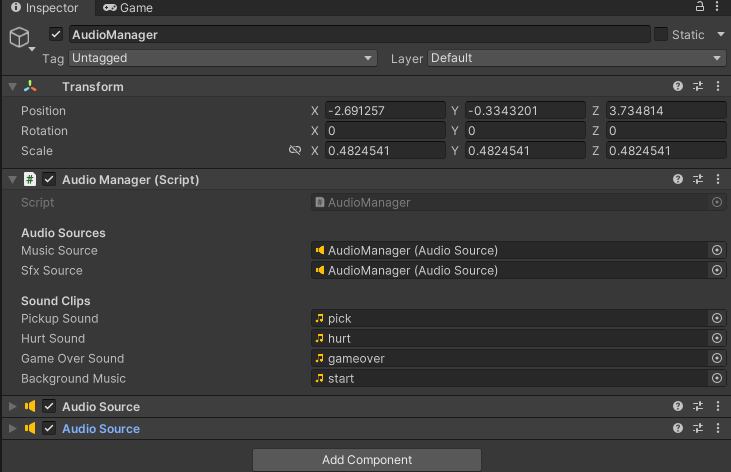 Inspector Game
AudioManager Static
Tag Untagged Layer Default
Transform
Position X -2.691257 Y -0.3343201 Z 3.734814
Rotation X 0 Y 0 Z 0
Scale X 0.4824541 Y 0.4824541 Z 0.4824541
# Audio Manager (Script)
Script # AudioManager
Audio Sources
Music Source AudioManager (Audio Source)
Sfx Source AudioManager (Audio Source)
Sound Clips
Pickup Sound pick
Hurt Sound hurt
Game Over Sound gameover
Background Music start
Audio Source
Audio Source
Add Component